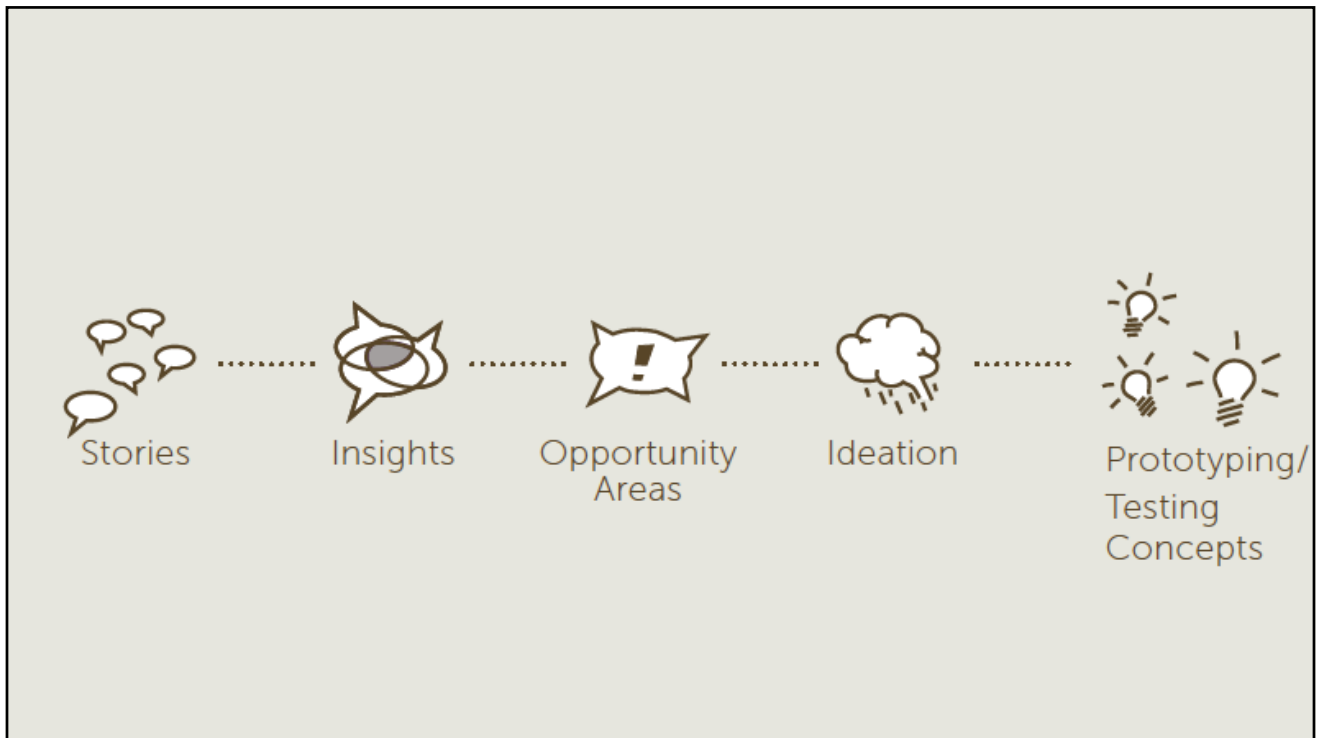 Stories
Insights
Opportunity
Areas
!
Ideation
Prototyping/
Testing
Concepts